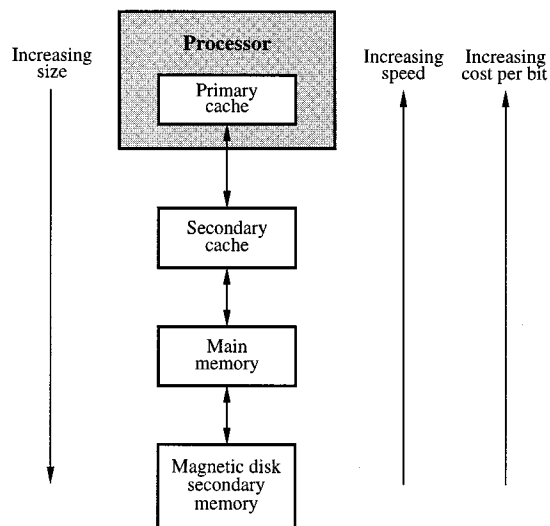 Processor
Increasing
size
Increasing
speed
Increasing
cost per bit
Primary
cache
Secondary
cache
Main
memory
Magnetic disk
secondary
memory